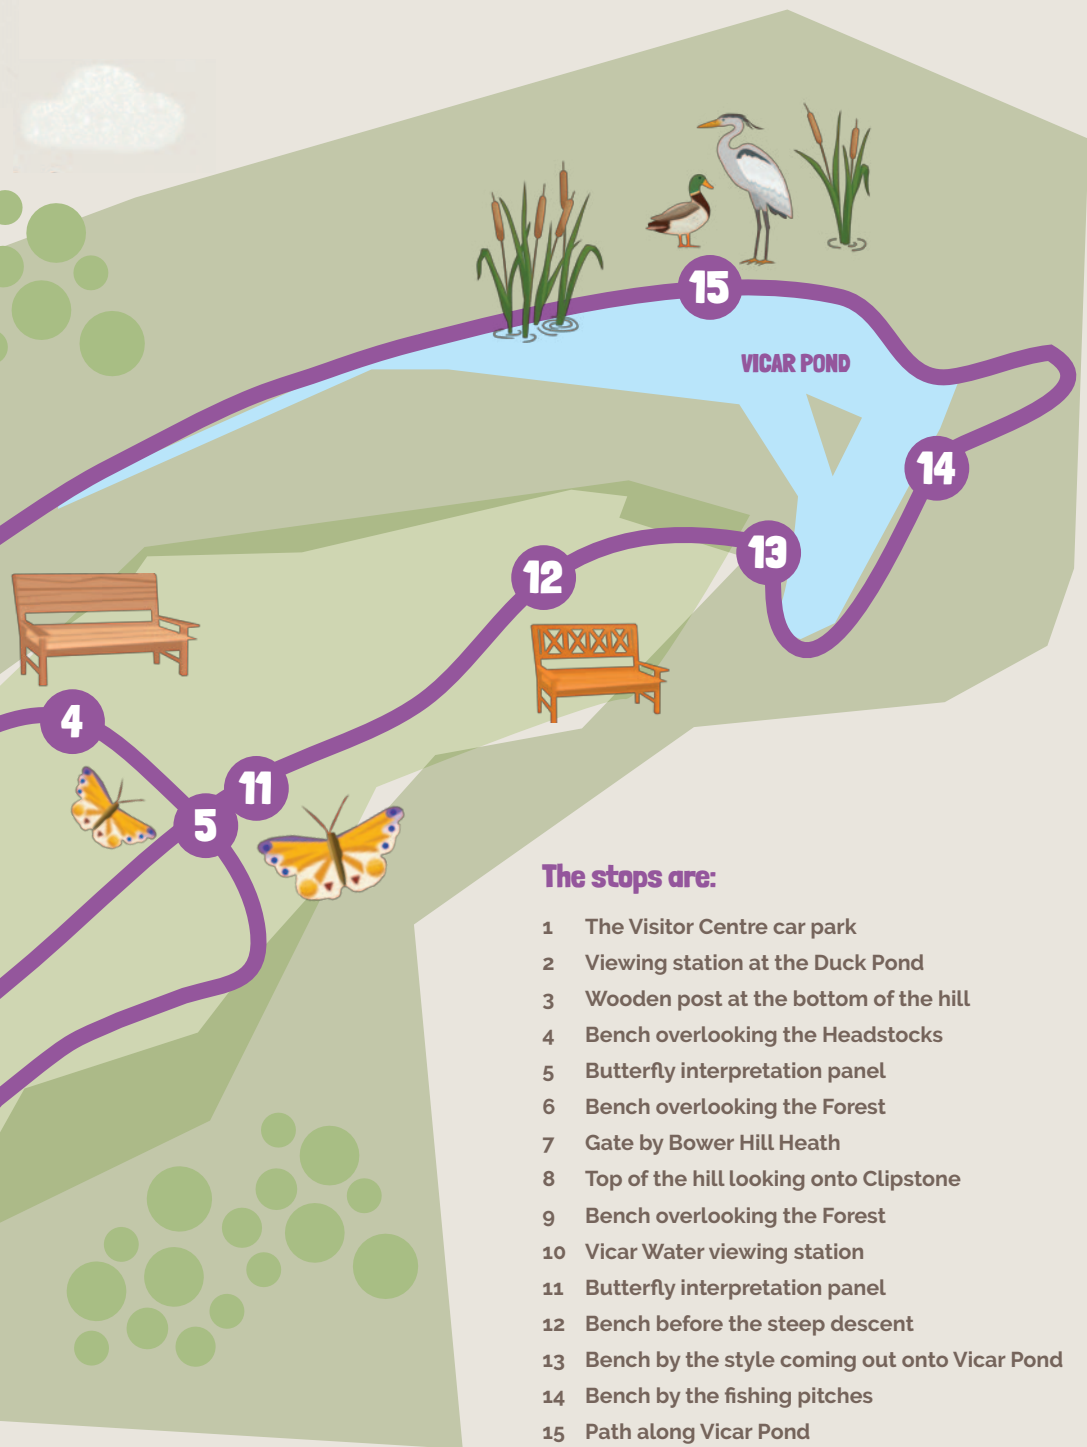 15
VICAR POND
14
13
12
4
11
5
The stops are:
1 The Visitor Centre car park
2 Viewing station at the Duck Pond
3 Wooden post at the bottom of the hill
4 Bench overlooking the Headstocks
5 Butterfly interpretation panel
6 Bench overlooking the Forest
7 Gate by Bower Hill Heath
8 Top of the hill looking onto Clipstone
9 Bench overlooking the Forest
10 Vicar Water viewing station
11 Butterfly interpretation panel
12 Bench before the steep descent
13 Bench by the style coming out onto Vicar Pond
14 Bench by the fishing pitches
15 Path along Vicar Pond